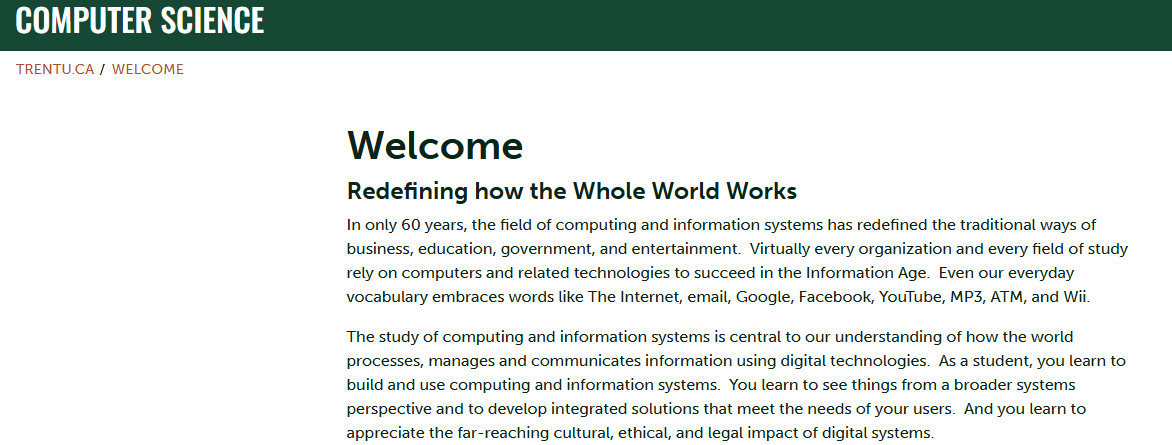 COMPUTER SCIENCE
TRENTU.CA / WELCOME
Welcome
Redefining how the Whole World Works
In only 60 years, the field of computing and information systems has redefined the traditional ways of
business, education, government, and entertainment.  Virtually every organization and every field of study
rely on computers and related technologies to succeed in the Information Age.  Even our everyday
vocabulary embraces words like The Internet, email, Google, Facebook, YouTube, MP3, ATM, and Wii.
The study of computing and information systems is central to our understanding of how the world
processes, manages and communicates information using digital technologies.  As a student, you learn to
build and use computing and information systems.  You learn to see things from a broader systems
perspective and to develop integrated solutions that meet the needs of your users.  And you learn to
appreciate the far-reaching cultural, ethical, and legal impact of digital systems.